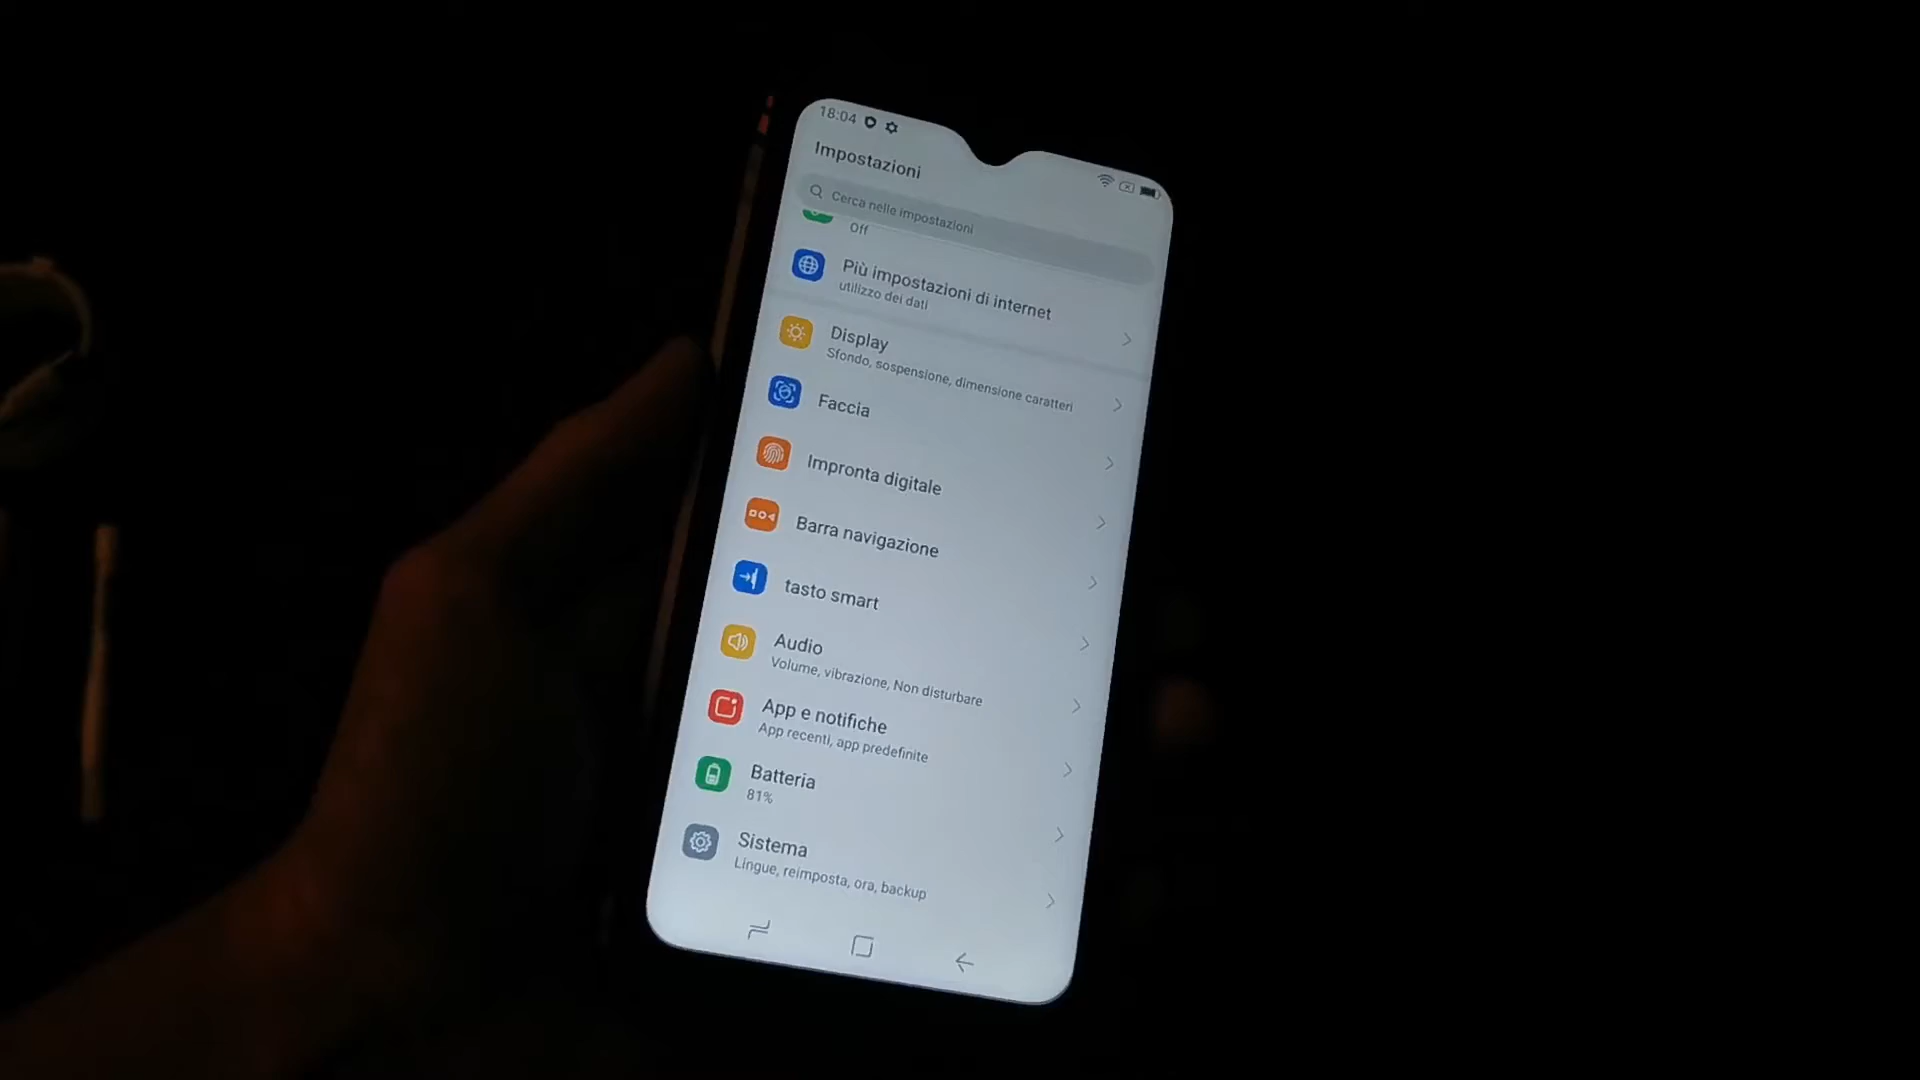 18:04
Impostazioni
Cerca nelle impostazioni
Off
Più impostazioni di internet
utilizzo dei dati
Display
Sfondo, sospensione, dimensione caratteri
Faccia
Impronta digitale
Barra navigazione
tasto smart
Audio
Volume, vibrazione, Non disturbare
App e notifiche
App recenti, app predefinite
Batteria
81%
Sistema
Lingue, reimposta, ora, backup